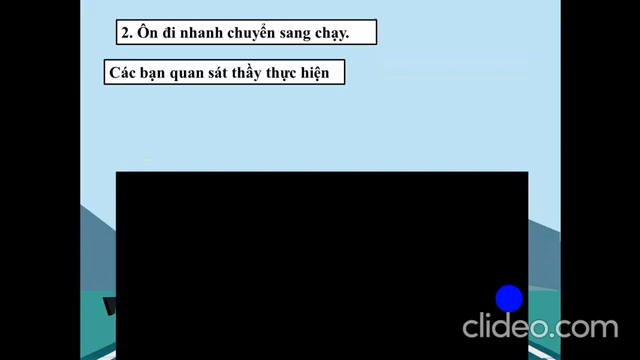 2. Ôn đi nhanh chuyển sang chạy.
Các bạn quan sát thầy thực hiện
clideo.com